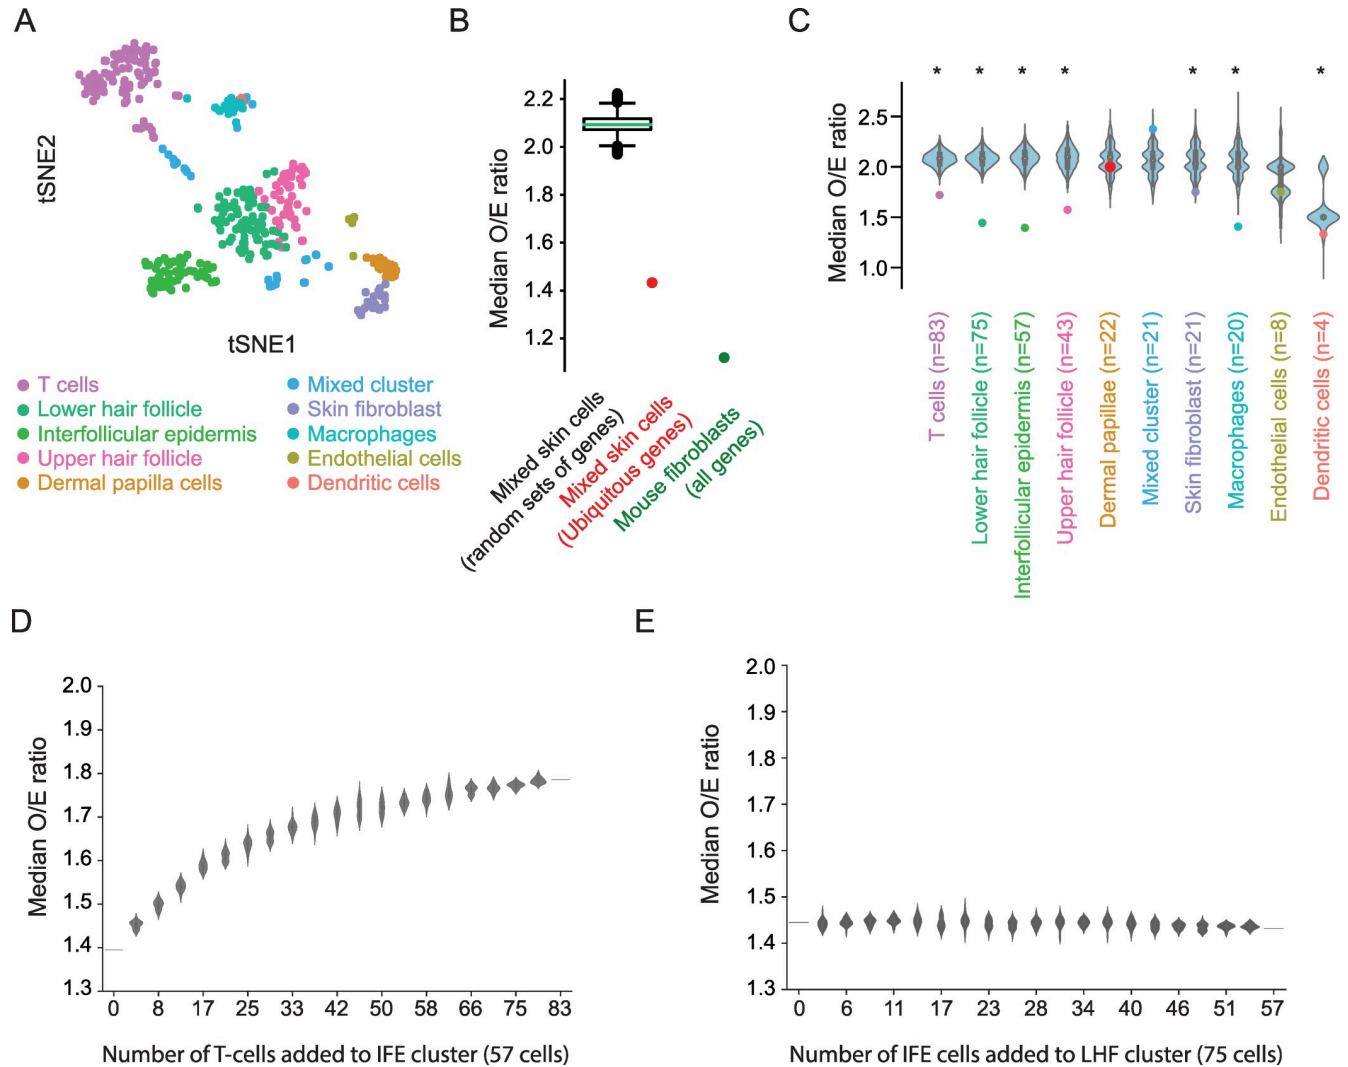 A
tSNE2
tSNE1
T cells
Lower hair follicle
Interfollicular epidermis
Upper hair follicle
Dermal papilla cells
Mixed cluster
Skin fibroblast
Macrophages
Endothelial cells
Dendritic cells
B
Median O/E ratio
2.2
2.0
1.8
1.6
1.4
1.2
Mixed skin cells
(random sets of genes)
Mixed skin cells
(Ubiquitous genes)
Mouse fibroblasts
(all genes)
C
* * * * * * *
Median O/E ratio
2.5
2.0
1.5
1.0
T cells (n=83)
Lower hair follicle (n=75)
Interfollicular epidermis (n=57)
Upper hair follicle (n=43)
Dermal papillae (n=22)
Mixed cluster (n=21)
Skin fibroblast (n=21)
Macrophages (n=20)
Endothelial cells (n=8)
Dendritic cells (n=4)
D
Median O/E ratio
2.0
1.9
1.8
1.7
1.6
1.5
1.4
1.3
0 8 17 25 33 42 50 58 66 75 83
Number of T-cells added to IFE cluster (57 cells)
E
Median O/E ratio
2.0
1.9
1.8
1.7
1.6
1.5
1.4
1.3
0 6 11 17 23 28 34 40 46 51 57
Number of IFE cells added to LHF cluster (75 cells)